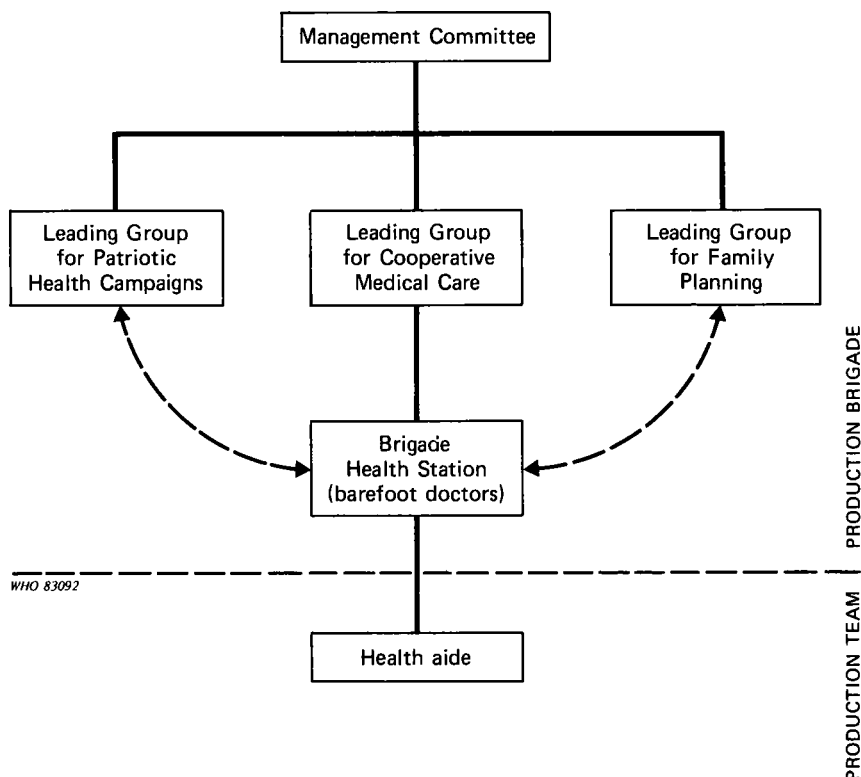 Management Committee
Leading Group
for Patriotic
Health Campaigns
Leading Group
for Cooperative
Medical Care
Leading Group
for Family
Planning
Brigade
Health Station
(barefoot doctors)
PRODUCTION BRIGADE
WHO 83092
Health aide
PRODUCTION TEAM